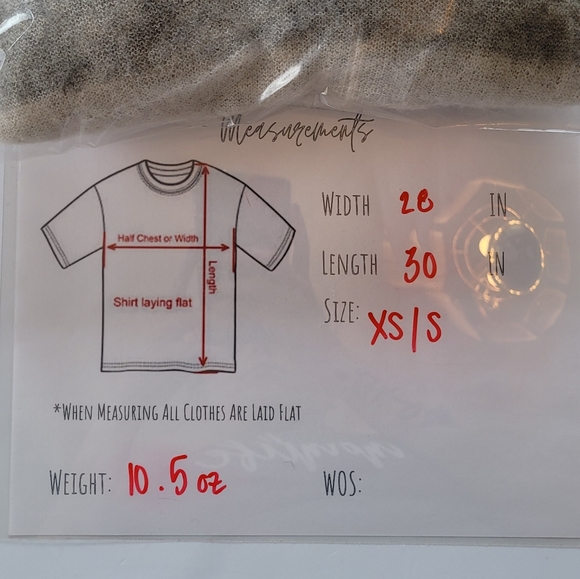 Measurements
WIDTH 28 IN
Half Chest or Width
LENGTH 30 IN
Length
Shirt laying flat
SIZE: XS/S
*WHEN MEASURING ALL CLOTHES ARE LAID FLAT
WEIGHT: 10.5 oz WOS: